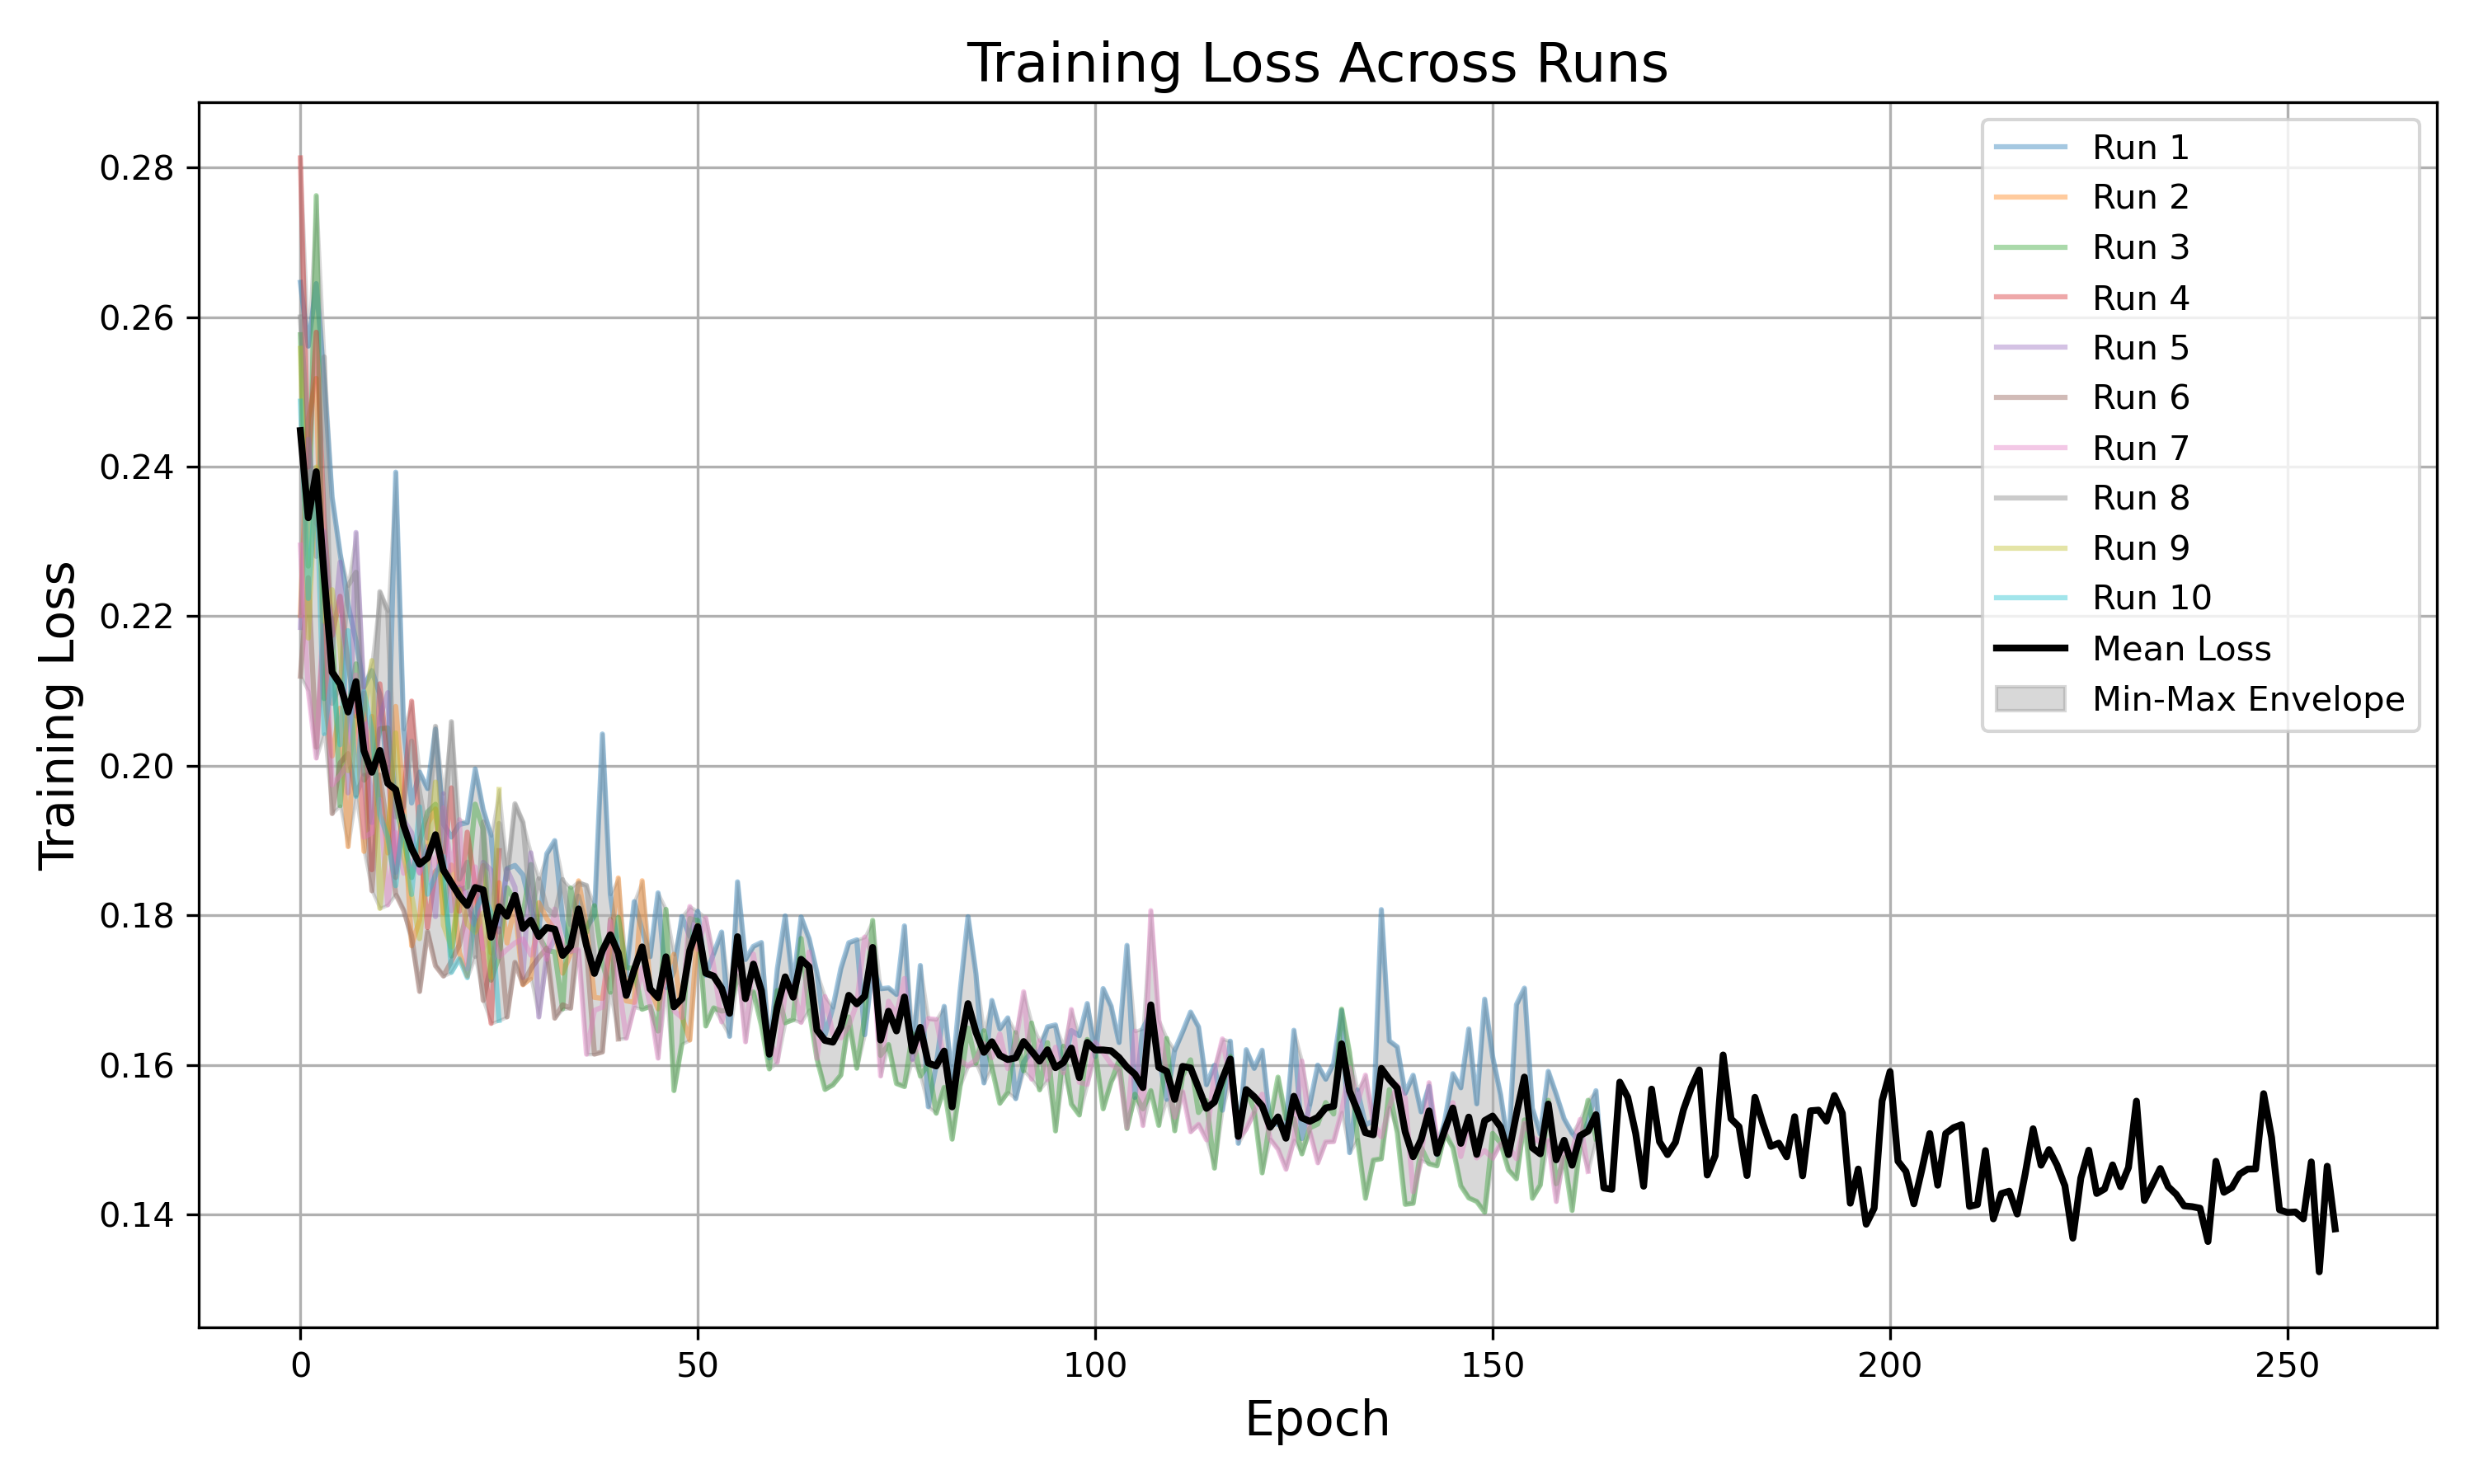 Training Loss Across Runs
0.28
0.26
0.24
0.22
0.20
0.18
0.16
0.14
Training Loss
0
50
100
150
200
250
Epoch
Run 1
Run 2
Run 3
Run 4
Run 5
Run 6
Run 7
Run 8
Run 9
Run 10
Mean Loss
Min-Max Envelope